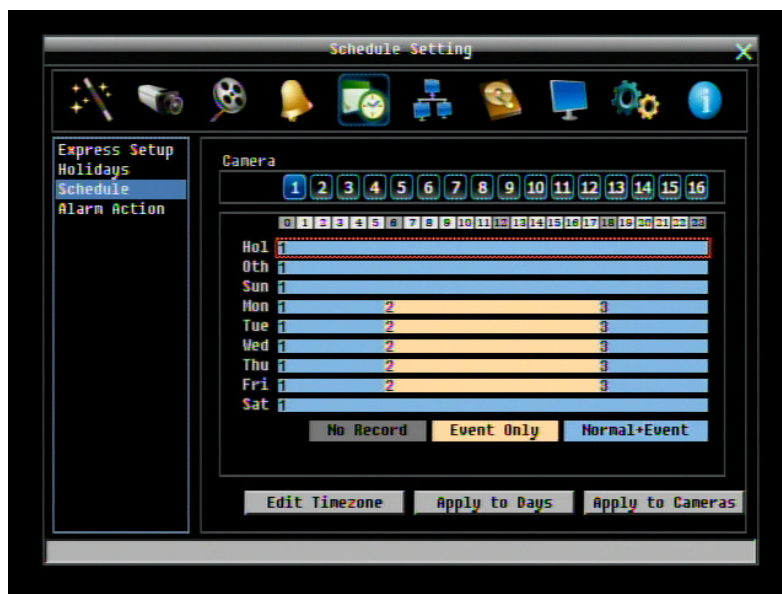 Schedule Setting X
Express Setup
Holidays
Schedule
Alarm Action
Camera
1 2 3 4 5 6 7 8 9 10 11 12 13 14 15 16
0 1 2 3 4 5 6 7 8 9 10 11 12 13 14 15 16 17 18 19 20 21 22 23
Hol 1
Oth 1
Sun 1
Mon 1 2 3
Tue 1 2 3
Wed 1 2 3
Thu 1 2 3
Fri 1 2 3
Sat 1
No Record Event Only Normal+Event
Edit Timezone Apply to Days Apply to Cameras